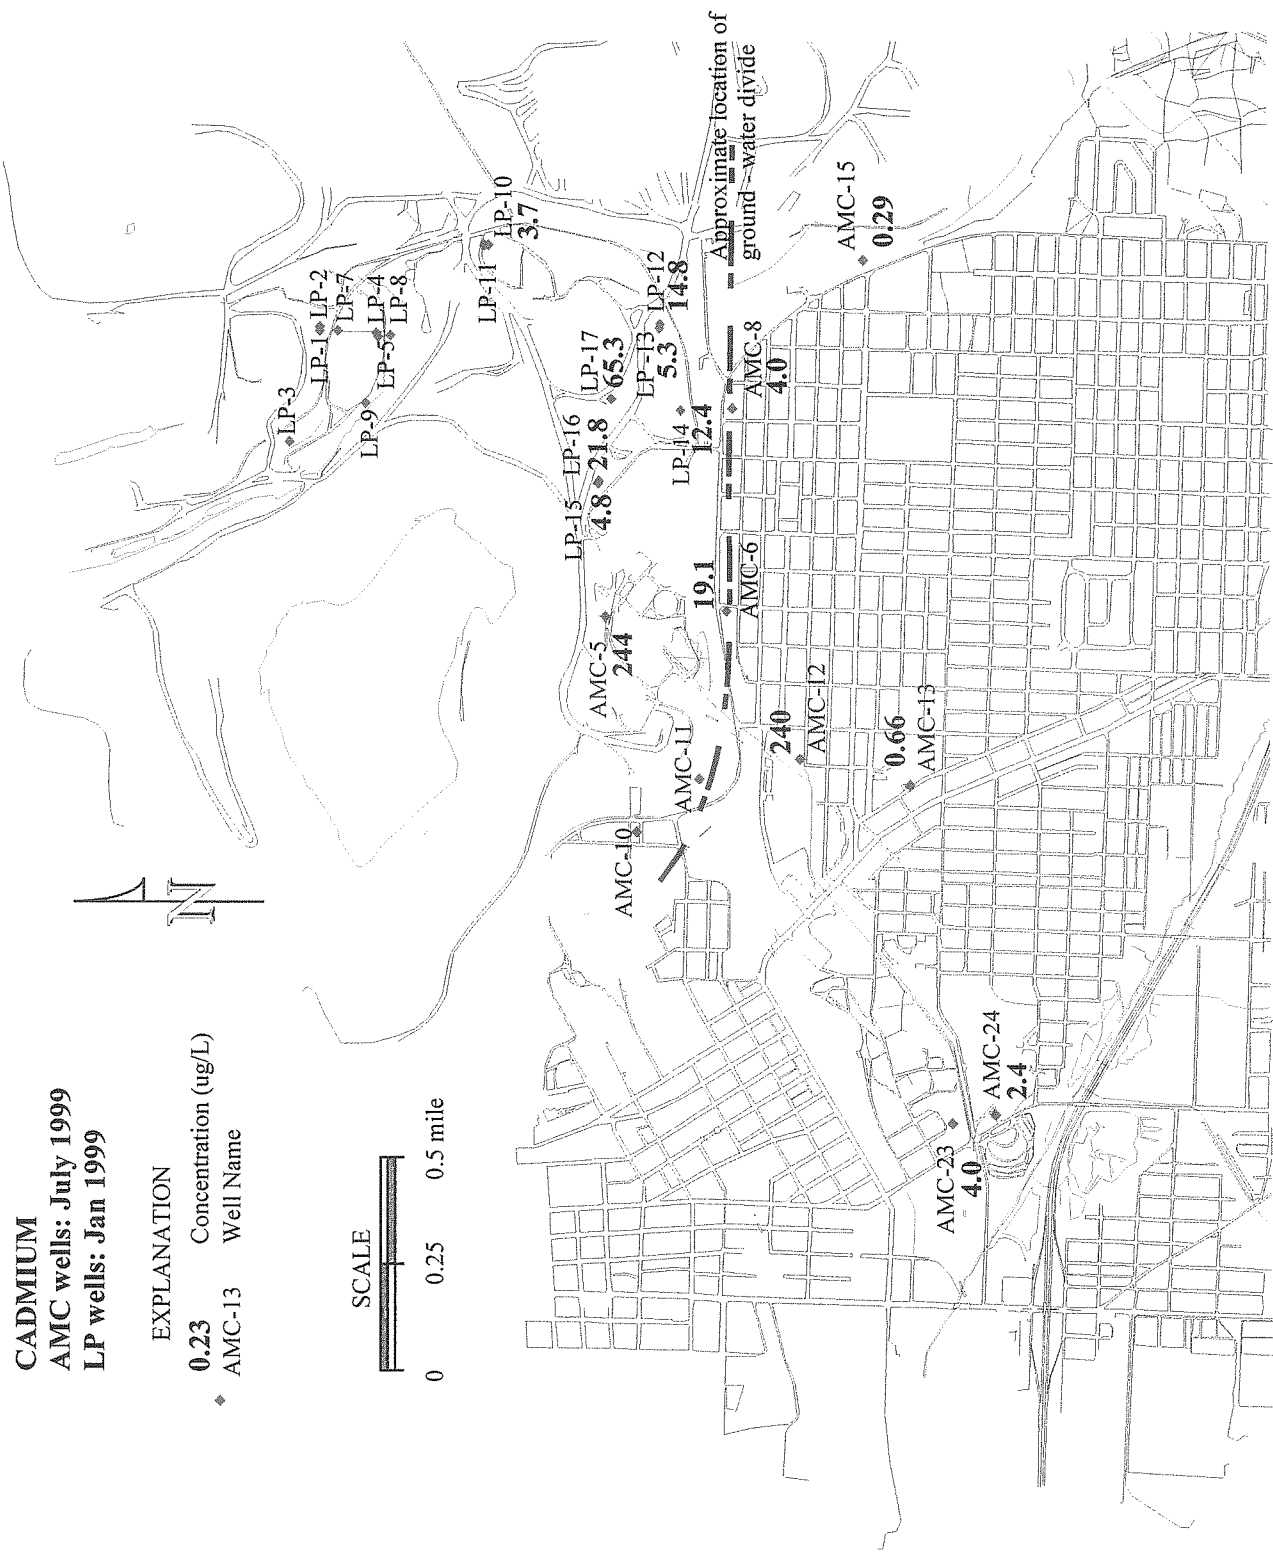 CADMIUM
AMC wells: July 1999
LP wells: Jan 1999
EXPLANATION
0.23 Concentration (ug/L)
AMC-13 Well Name
SCALE
0 0.25 0.5 mile
N
LP-3
LP-1
LP-2
LP-7
LP-4
LP-5
LP-8
LP-9
LP-11
LP-10
3.7
LP-15
4.8
LP-16
21.8
LP-17
65.3
LP-13
5.3
LP-12
14.8
LP-14
12.4
Approximate location of
ground - water divide
AMC-5
244
AMC-10
AMC-11
19.1
AMC-6
AMC-8
4.0
AMC-15
0.29
240
AMC-12
0.66
AMC-13
AMC-23
4.0
AMC-24
2.4